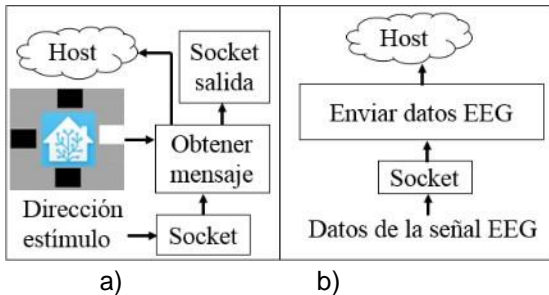 Host
Socket
salida
Obtener
mensaje
Dirección
estímulo
Socket
a)
Host
Enviar datos EEG
Socket
Datos de la señal EEG
b)